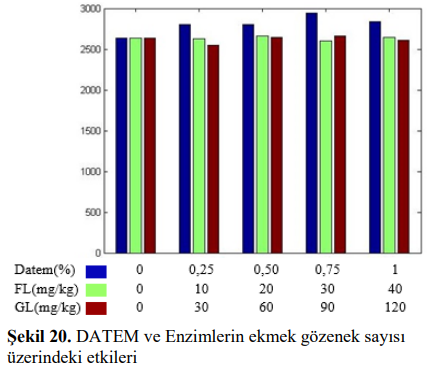 3000
2500
2000
1500
1000
500
0
Datem(%) 0 0,25 0,50 0,75 1
FL(mg/kg) 0 10 20 30 40
GL(mg/kg) 0 30 60 90 120
Şekil 20. DATEM ve Enzimlerin ekmek gözenek sayısı
üzerindeki etkileri